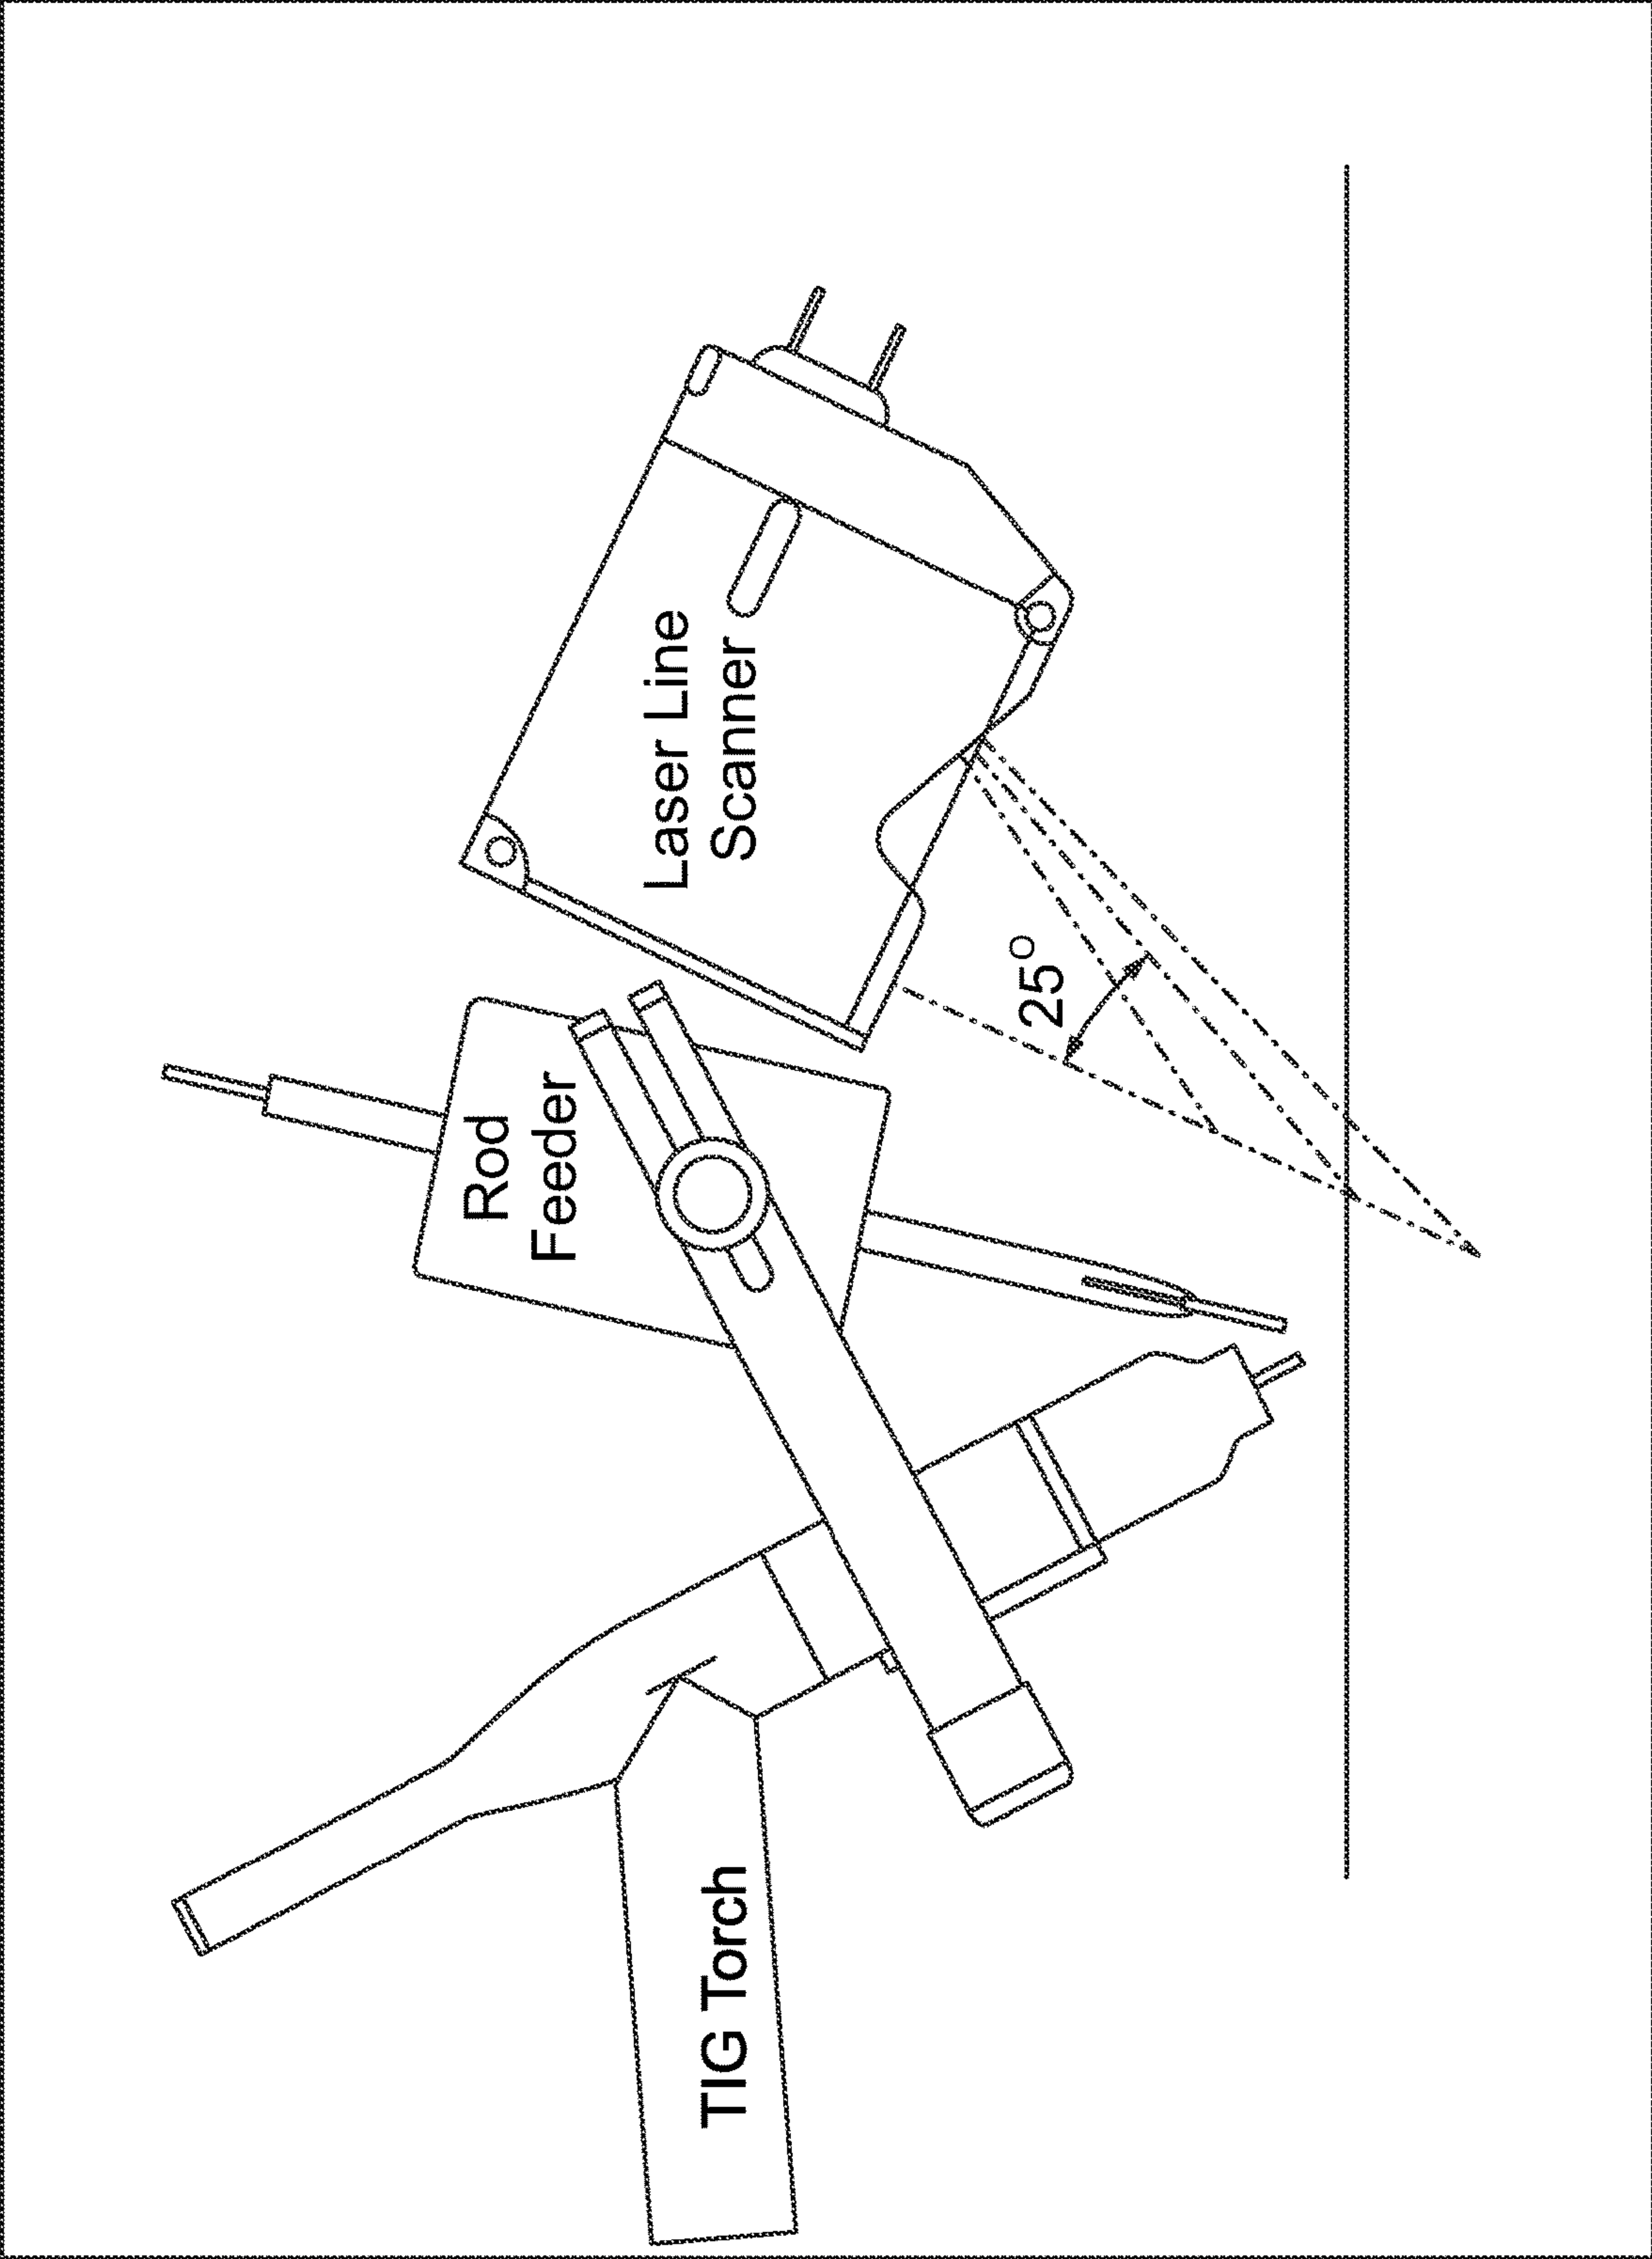 TIG Torch
Rod
Feeder
Laser Line
Scanner
25°